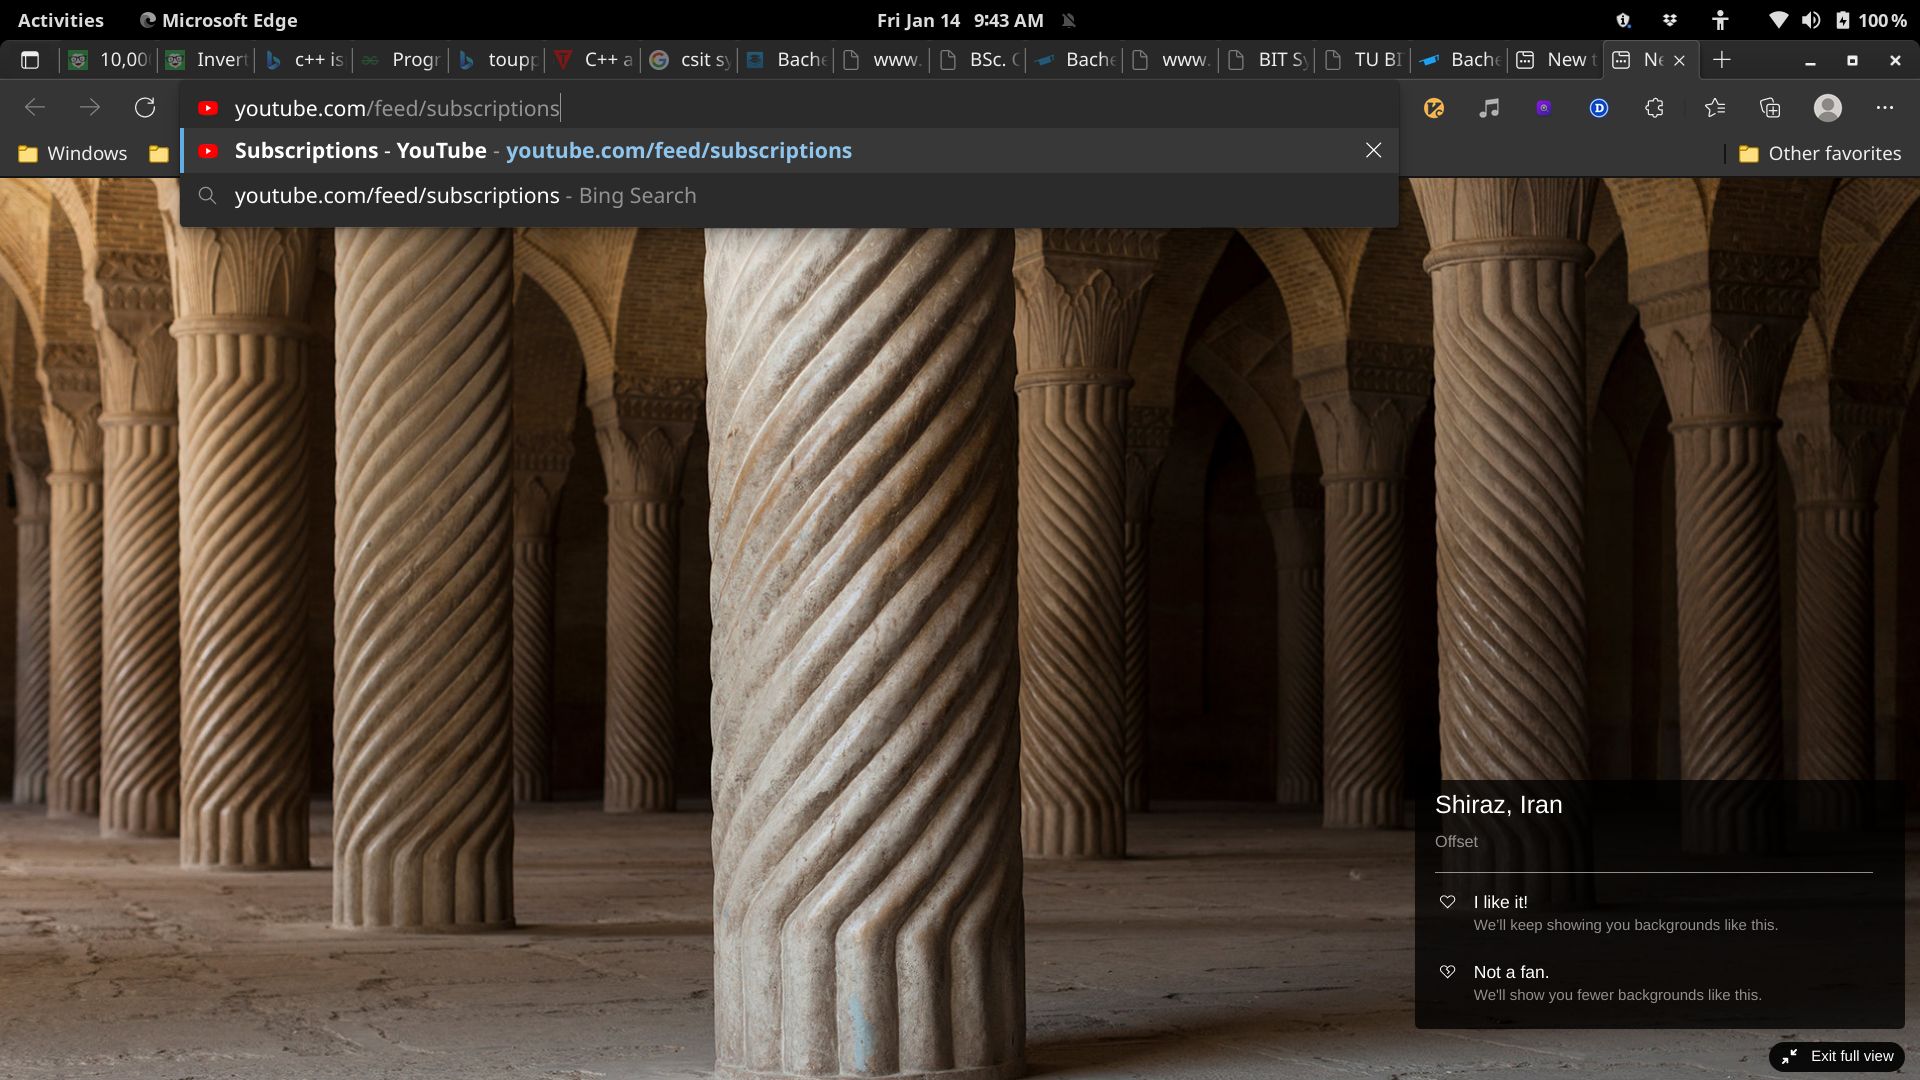 Activities
Microsoft Edge
Fri Jan 14 9:43 AM
100 %
10,00
Invert
c++ is
Progr
toupp
C++ a
csit sy
Bache
www.
BSc. C
Bache
www.
BIT Sy
TU BI
Bache
New t
Ne
youtube.com/feed/subscriptions
Windows
Subscriptions - YouTube - youtube.com/feed/subscriptions
Other favorites
youtube.com/feed/subscriptions - Bing Search
Shiraz, Iran
Offset
I like it!
We'll keep showing you backgrounds like this.
Not a fan.
We'll show you fewer backgrounds like this.
Exit full view